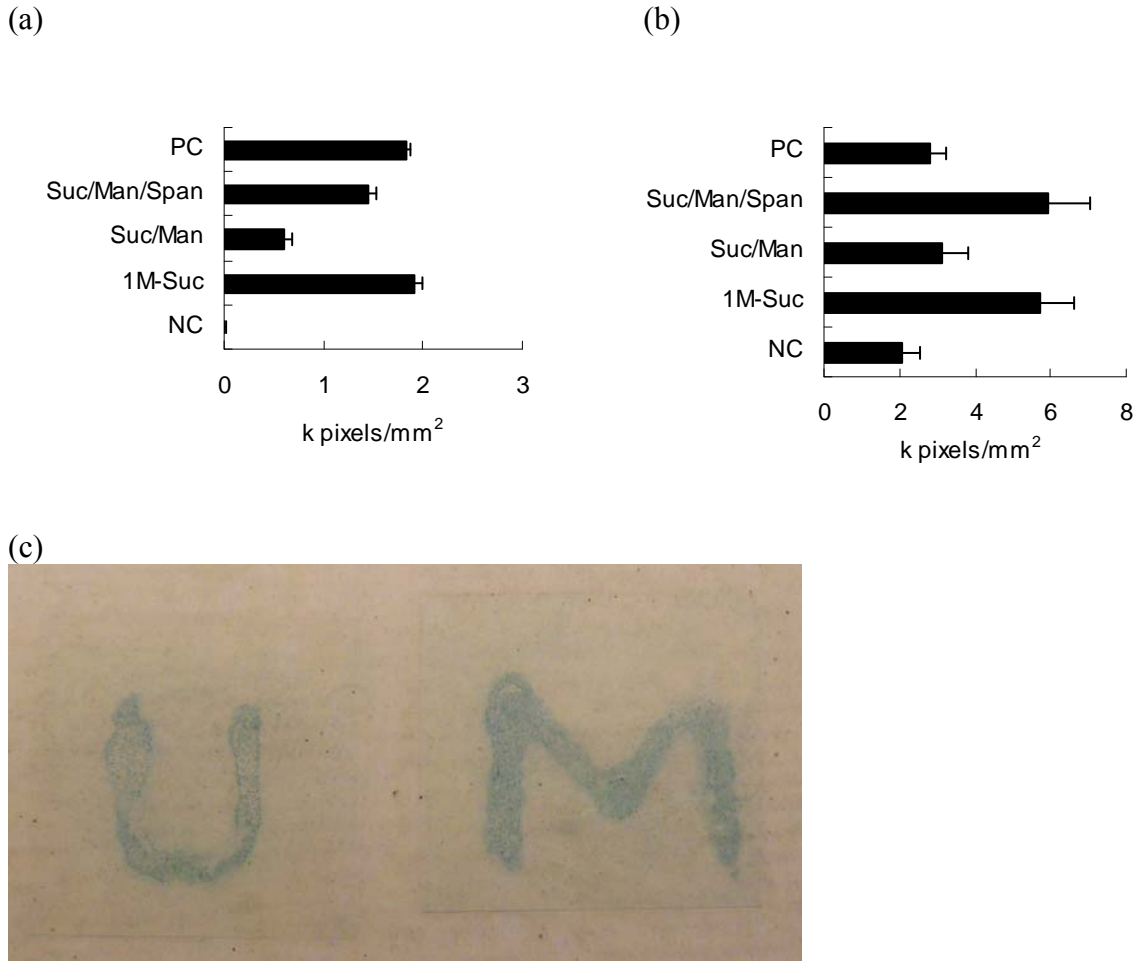 (a)
PC
Suc/Man/Span
Suc/Man
1M-Suc
NC
0 1 2 3
k pixels/mm²
(b)
PC
Suc/Man/Span
Suc/Man
1M-Suc
NC
0 2 4 6 8
k pixels/mm²
(c)
U M